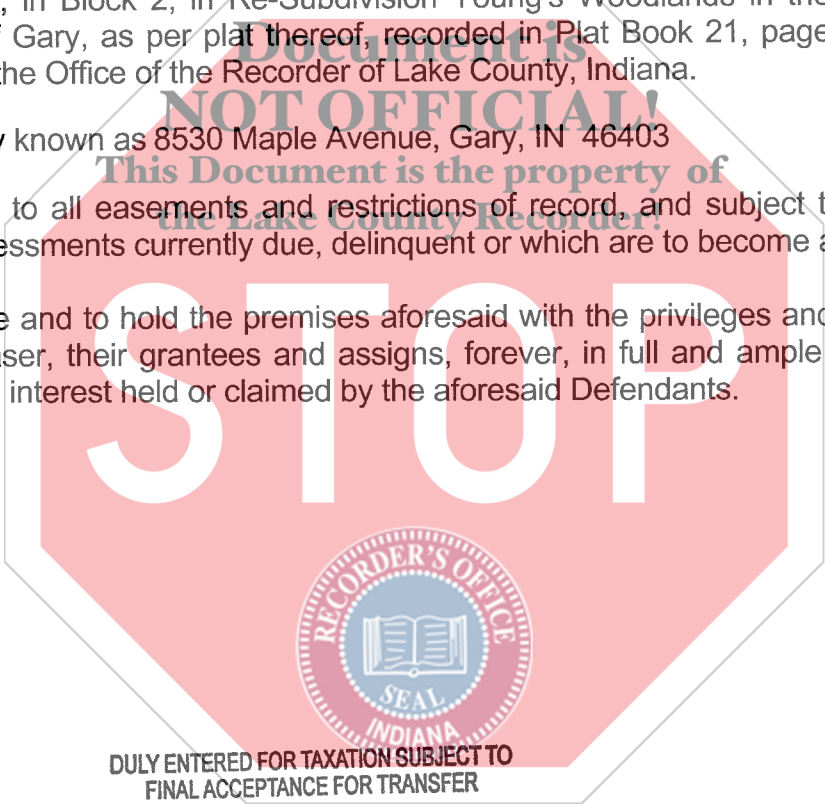 , in Block 2, in Re-Subdivision Young's Woodlands in the
Gary, as per plat thereof, recorded in Plat Book 21, page
the Office of the Recorder of Lake County, Indiana.
Document is
NOT OFFICIAL!
This Document is the property of
the Lake County Recorder!
known as 8530 Maple Avenue, Gary, IN 46403
to all easements and restrictions of record, and subject
essments currently due, delinquent or which are to become
and to hold the premises aforesaid with the privileges and
aser, their grantees and assigns, forever, in full and ample
interest held or claimed by the aforesaid Defendants.
STOP
RECORDER'S OFFICE
SEAL
INDIANA
DULY ENTERED FOR TAXATION SUBJECT TO
FINAL ACCEPTANCE FOR TRANSFER